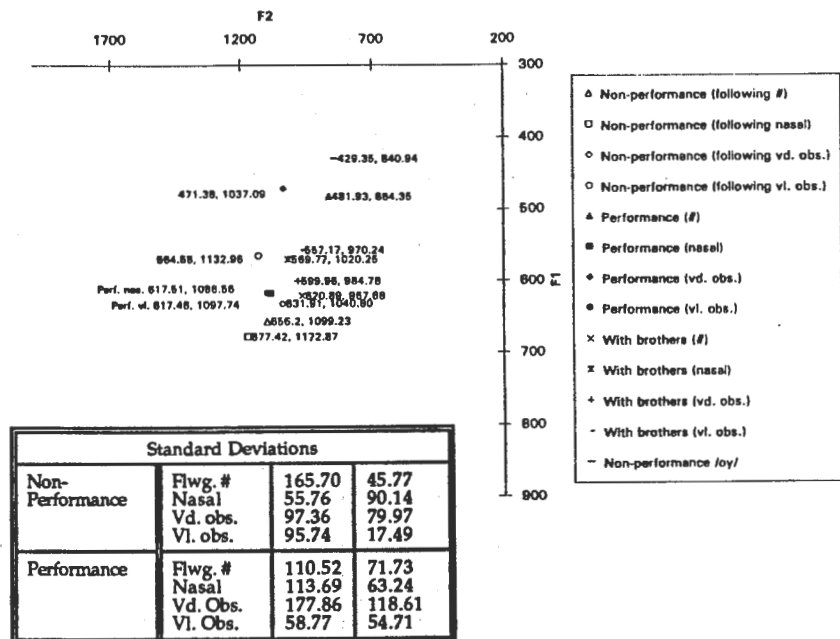 F2
1700 1200 700 200
300
400
500
600
700
800
900
F1
–429.35, 840.94
471.38, 1037.09
▲481.93, 864.35
-557.17, 970.24
564.88, 1132.96
569.77, 1020.25
+599.96, 984.78
Perf. nas. 617.51, 1086.56
×620.89, 967.68
Perf. vl. 617.46, 1097.74
631.91, 1040.80
△656.2, 1099.23
□677.42, 1172.87
△ Non-performance (following #)
□ Non-performance (following nasal)
◇ Non-performance (following vd. obs.)
○ Non-performance (following vl. obs.)
▲ Performance (#)
■ Performance (nasal)
◆ Performance (vd. obs.)
● Performance (vl. obs.)
× With brothers (#)
With brothers (nasal)
+ With brothers (vd. obs.)
- With brothers (vl. obs.)
– Non-performance /oy/
Standard Deviations
Non-Performance Flwg. # 165.70 45.77
Nasal 55.76 90.14
Vd. obs. 97.36 79.97
Vl. obs. 95.74 17.49
Performance Flwg. # 110.52 71.73
Nasal 113.69 63.24
Vd. Obs. 177.86 118.61
Vl. Obs. 58.77 54.71